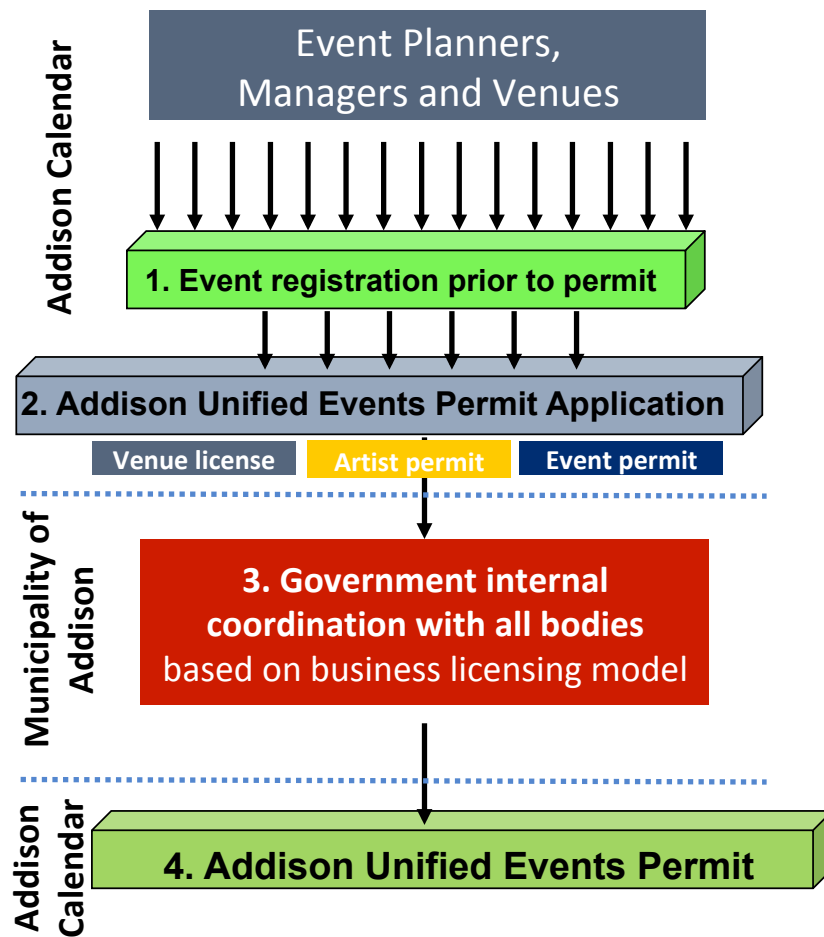 Addison Calendar
Event Planners,
Managers and Venues
1. Event registration prior to permit
2. Addison Unified Events Permit Application
Venue license
Artist permit
Event permit
Municipality of
Addison
3. Government internal
coordination with all bodies
based on business licensing model
Addison
Calendar
4. Addison Unified Events Permit